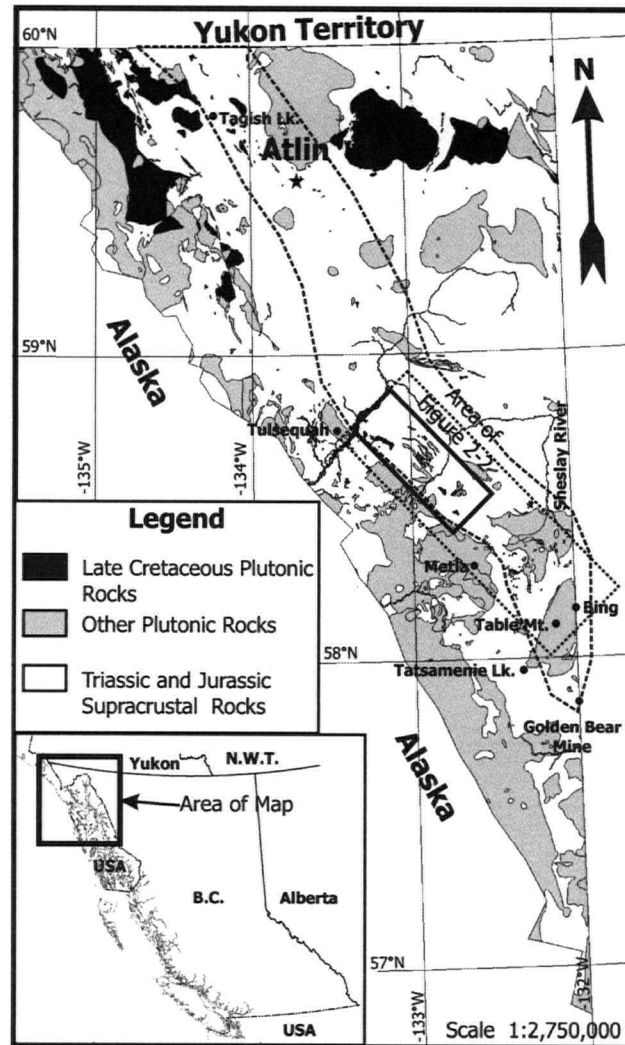 Yukon Territory
60°N
N
Tagish Lk.
Atlin
59°N
Alaska
Area of
Figure 2-2
Sheslay River
Tulsequah
-135°W
-134°W
Legend
Late Cretaceous Plutonic
Rocks
Other Plutonic Rocks
Triassic and Jurassic
Supracrustal Rocks
Metla
Bing
Table Mt.
58°N
Tatsamenie Lk.
Golden Bear
Mine
Alaska
Yukon
N.W.T.
Area of Map
USA
B.C.
Alberta
USA
57°N
-133°W
-132°W
Scale 1:2,750,000